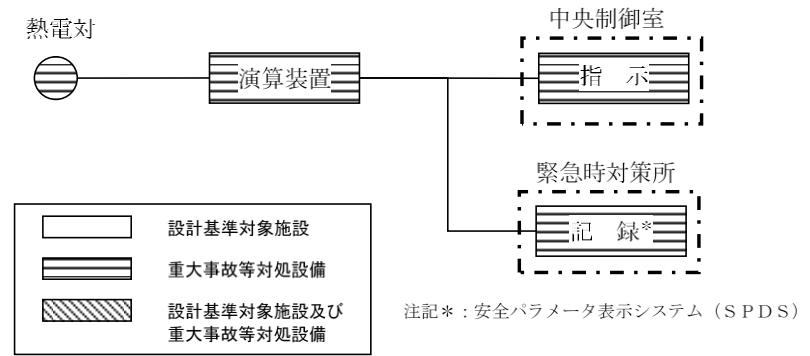 中央制御室
熱電対
演算装置
指　示
緊急時対策所
記　録*
設計基準対象施設
重大事故等対処設備
設計基準対象施設及び
重大事故等対処設備
注記＊：安全パラメータ表示システム（ＳＰＤＳ）